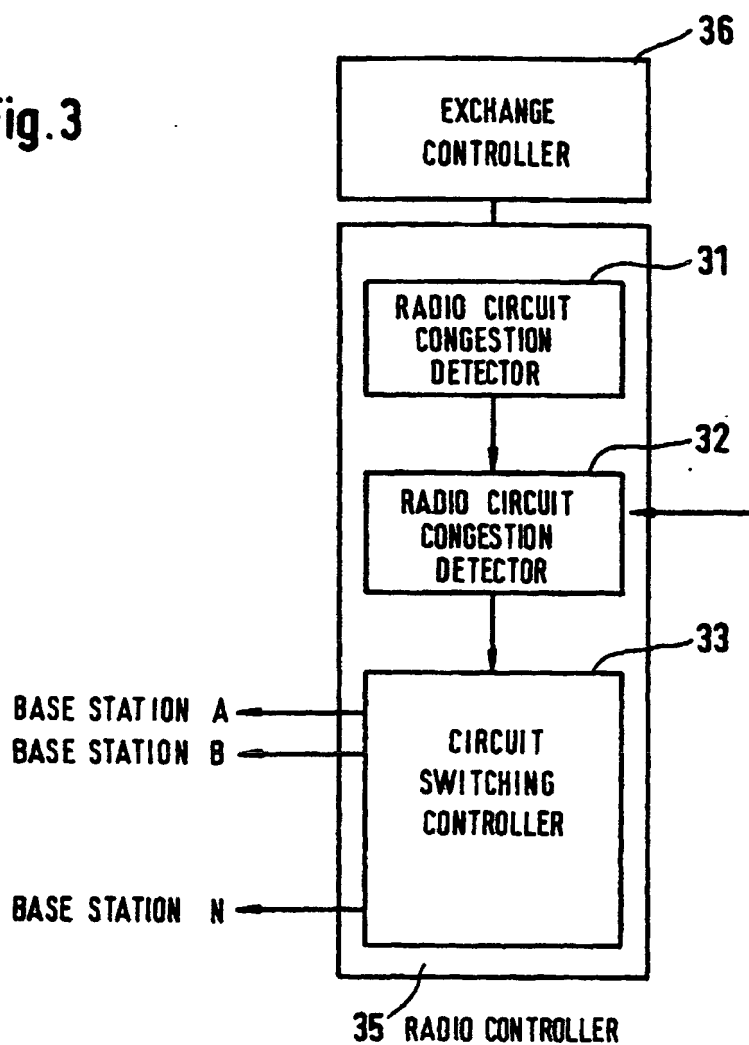 36
ig.3
EXCHANGE
CONTROLLER
31
RADIO CIRCUIT
CONGESTION
DETECTOR
32
RADIO CIRCUIT
CONGESTION
DETECTOR
33
BASE STATION A
BASE STATION B
CIRCUIT
SWITCHING
CONTROLLER
BASE STATION N
35 RADIO CONTROLLER